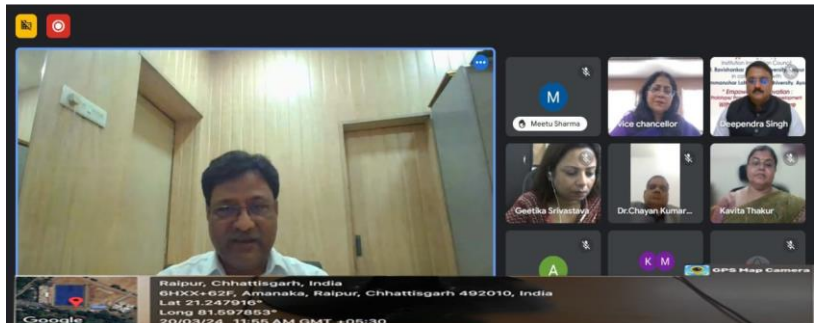 M
Meetu Sharma
vice chancellor
Deependra Singh
Geetika Srivastava
Dr.Chayan Kumar...
Kavita Thakur
A
K M
GPS Map Camera
Raipur, Chhattisgarh, India
6HXX+62F, Amanaka, Raipur, Chhattisgarh 492010, India
Lat 21.247916°
Long 81.597853°
20/03/24 11:55 AM GMT +05:30
Google